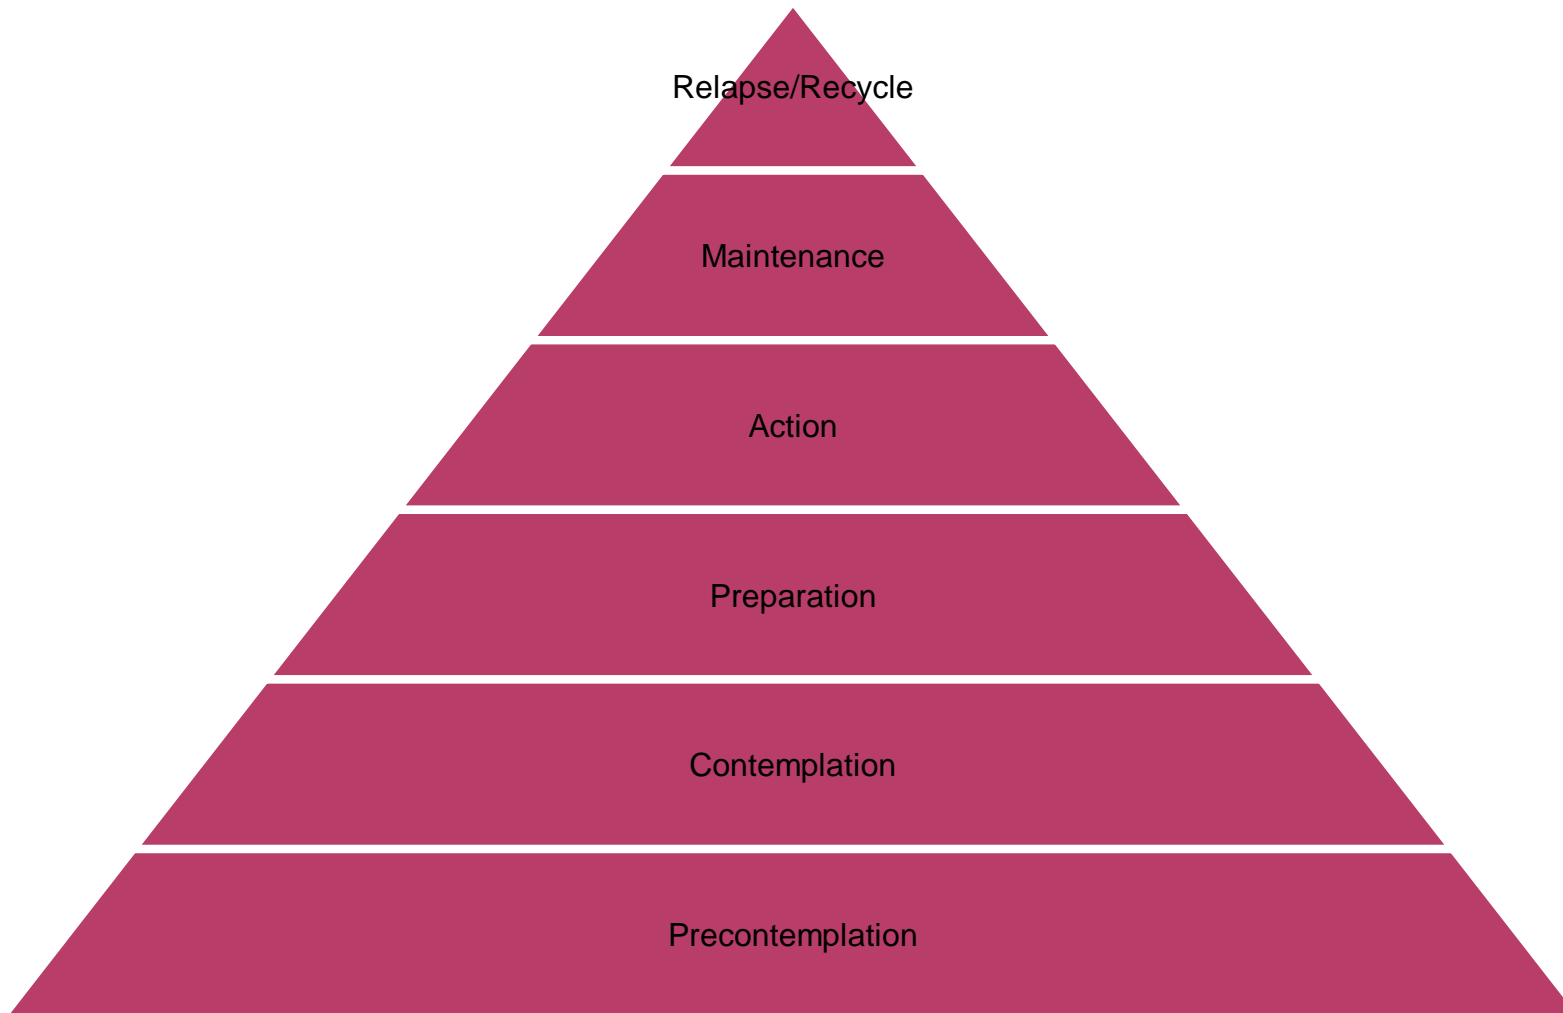 Relapse/Recycle
Maintenance
Action
Preparation
Contemplation
Precontemplation